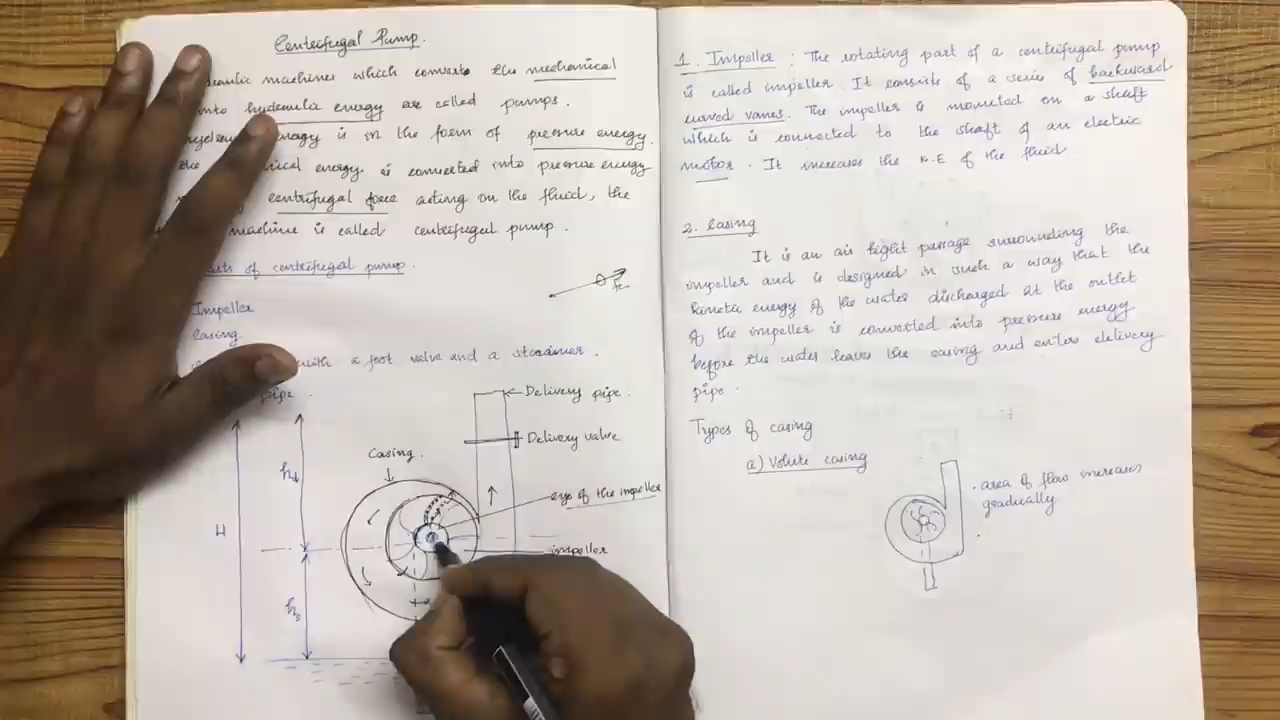 Centrifugal Pump.
machines which converts the mechanical
into hydraulic energy are called pumps.
energy is in the form of pressure energy.
energy is converted into pressure energy
centrifugal force acting on the fluid, the
machine is called centrifugal pump.
of centrifugal pump.
Impeller
Casing
with a foot valve and a strainer.
pipe.
Delivery pipe.
Delivery valve
Casing.
hd
eye of the impeller
H
impeller
hs
1. Impeller : The rotating part of a centrifugal pump
is called impeller. It consists of a series of backward
curved vanes. The impeller is mounted on a shaft
which is connected to the shaft of an electric
motor. It increases the K.E of the fluid
2. Casing
It is an air tight passage surrounding the
impeller and is designed in such a way that the
kinetic energy of the water discharged at the outlet
of the impeller is converted into pressure energy
before the water leaves the casing and enters delivery
pipe.
Types of casing
a) Volute casing
. area of flow increases
gradually.